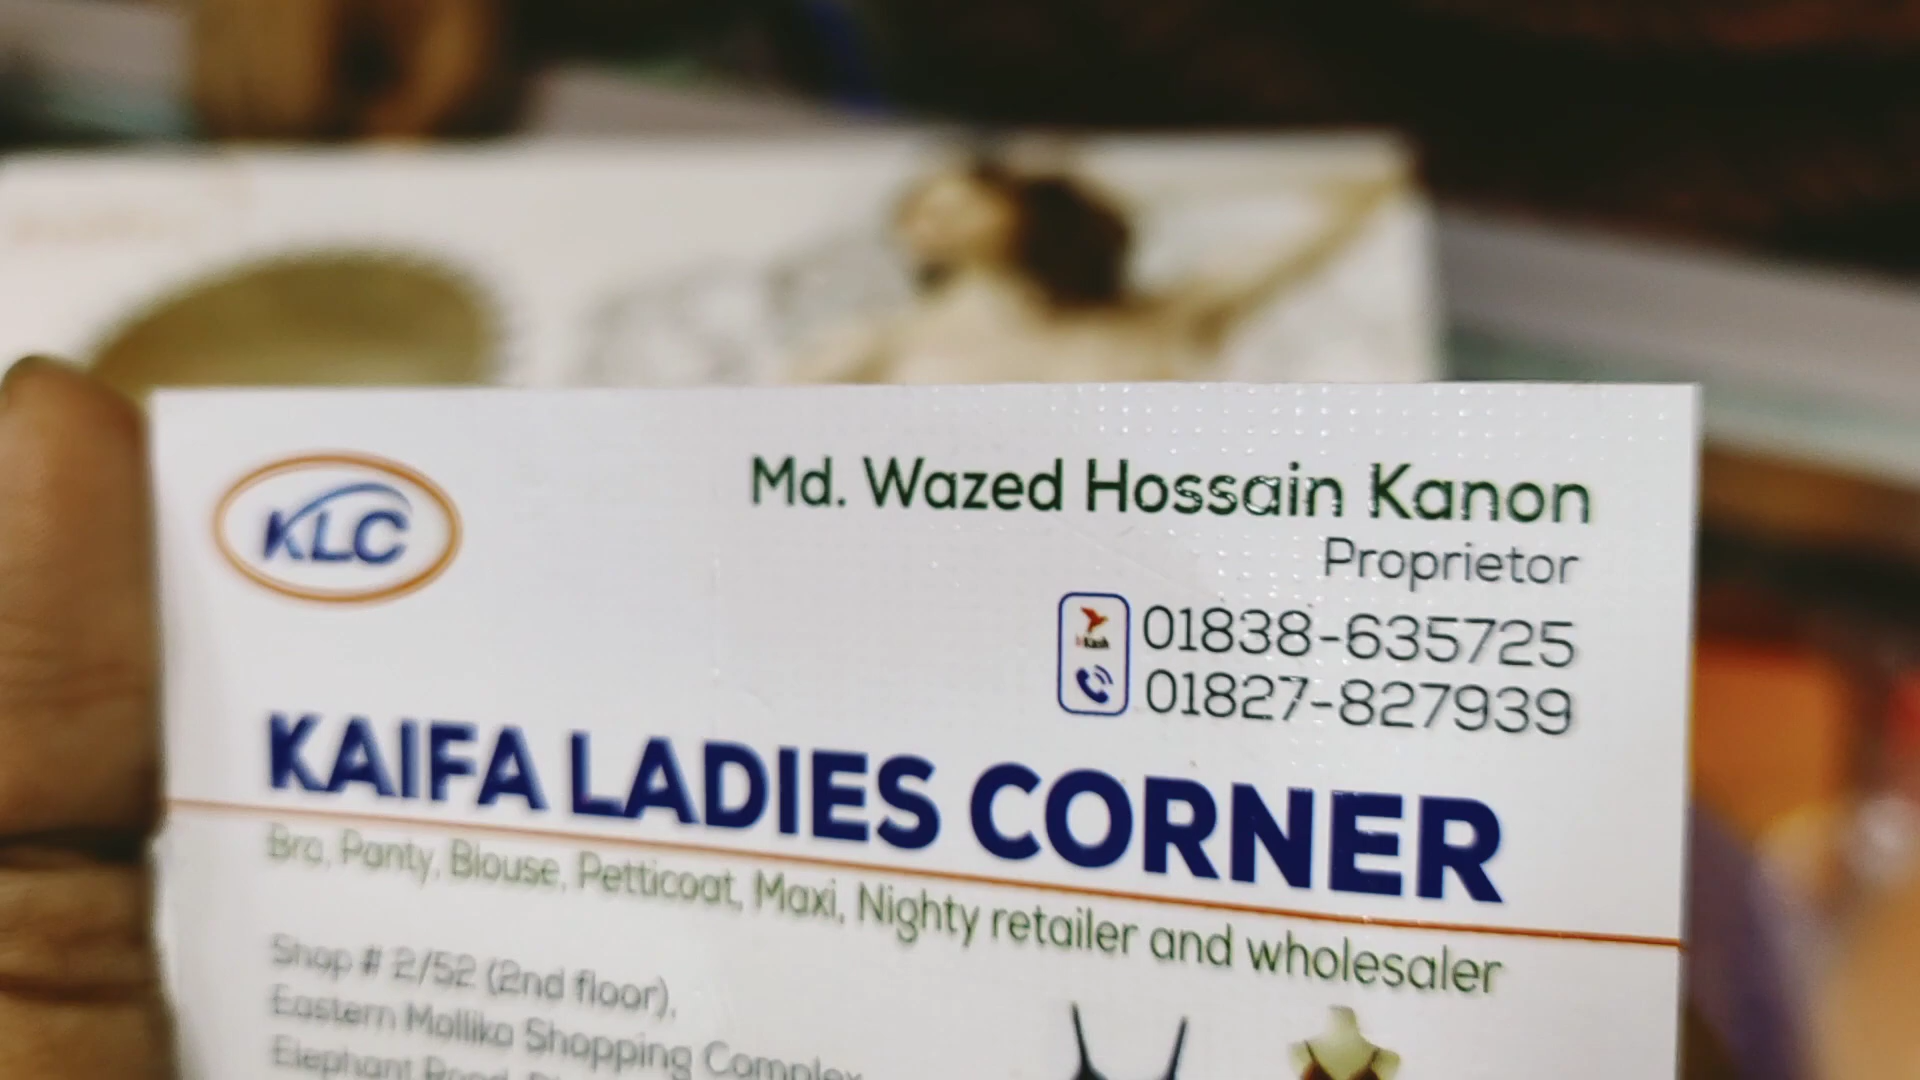 KLC
Md. Wazed Hossain Kanon
Proprietor
bKash
01838-635725
01827-827939
KAIFA LADIES CORNER
Bra, Panty, Blouse, Petticoat, Maxi, Nighty retailer and wholesaler
Shop # 2/52 (2nd floor),
Eastern Mollika Shopping Complex
Elephant Road,